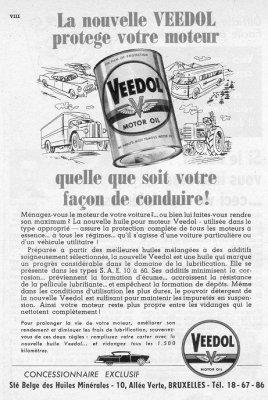 VIII
La nouvelle VEEDOL
protege votre moteur
VEEDOL
MOTOR OIL
quelle que soit votre
façon de conduire!
Ménagez-vous le moteur de votre voiture?... ou bien lui faites-vous rendre
son maximum? La nouvelle huile pour moteur Veedol - utilisée dans le
type approprié - assure la protection complète de tous les moteurs à
essence... à tous les régimes... qu'il s'agisse d'une voiture particulière ou
d'un véhicule utilitaire!
Préparée à partir des meilleures huiles mélangées à des additifs
soigneusement sélectionnés, la nouvelle Veedol est une huile qui marque
un progrès considérable dans le domaine de la lubrification. Elle se
présente dans les types S.A.E. 10 à 60. Ses additifs minimisent la cor-
rosion... préviennent la formation d'écume... accroissent la résistance
de la pellicule lubrifiante... et empêchent la formation de dépôts. Même
dans les conditions d'utilisation les plus dures, le pouvoir détergent de
la nouvelle Veedol est suffisant pour maintenir les impuretés en suspen-
sion. Ainsi votre moteur reste plus propre entre les vidanges qui le
nettoient complètement!
Pour prolonger la vie de votre moteur, améliorer son
rendement et diminuer les frais de lubrification, souvenez-
vous de ces deux règles: remplissez votre carter avec la
nouvelle huile Veedol... et vidangez tous les 1.500
kilomètres.
VEEDOL
MOTOR OIL
CONCESSIONNAIRE EXCLUSIF
Sté Belge des Huiles Minérales - 10, Allée Verte, BRUXELLES - Tél. 18-67-86